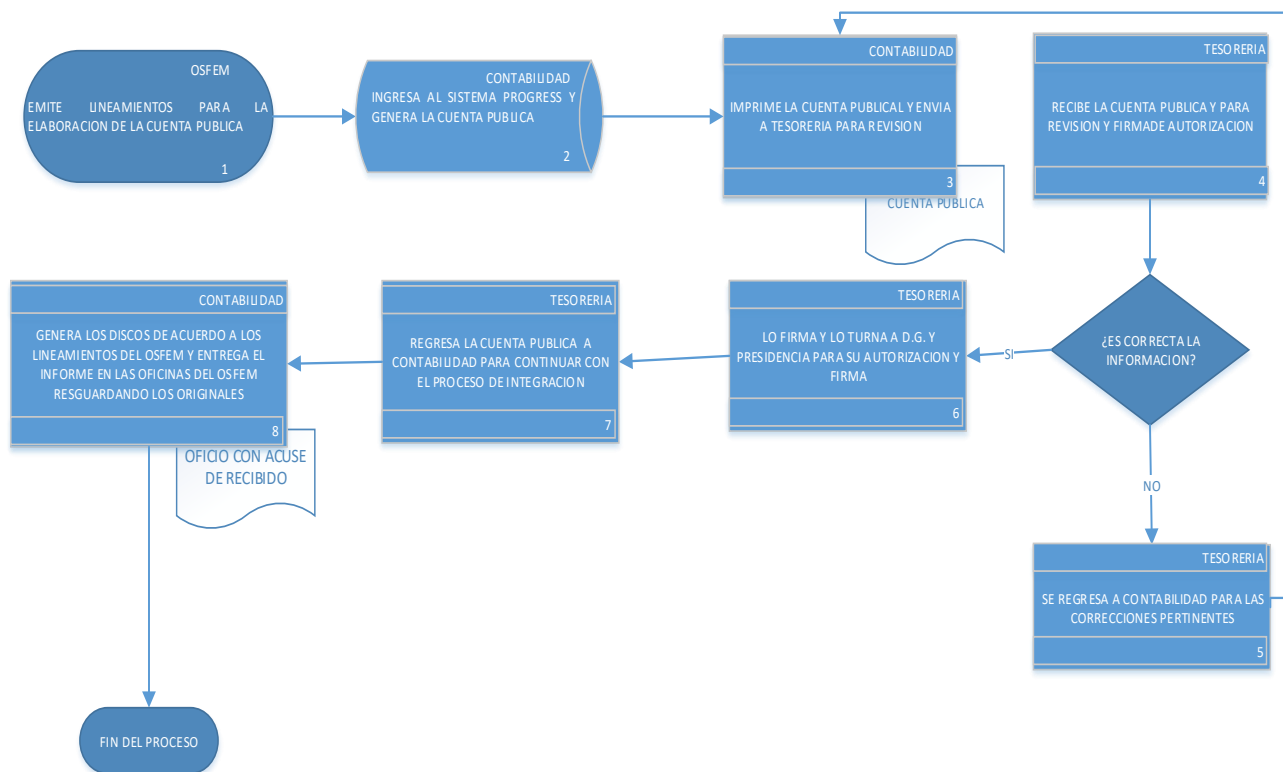 OSFEM
EMITE LINEAMIENTOS PARA LA
ELABORACION DE LA CUENTA PUBLICA
1
CONTABILIDAD
INGRESA AL SISTEMA PROGRESS Y
GENERA LA CUENTA PUBLICA
2
CONTABILIDAD
IMPRIME LA CUENTA PUBLICAL Y ENVIA
A TESORERIA PARA REVISION
3
CUENTA PUBLICA
TESORERIA
RECIBE LA CUENTA PUBLICA Y PARA
REVISION Y FIRMADE AUTORIZACION
4
¿ES CORRECTA LA
INFORMACION?
SI
NO
TESORERIA
SE REGRESA A CONTABILIDAD PARA LAS
CORRECCIONES PERTINENTES
5
TESORERIA
LO FIRMA Y LO TURNA A D.G. Y
PRESIDENCIA PARA SU AUTORIZACION Y
FIRMA
6
TESORERIA
REGRESA LA CUENTA PUBLICA A
CONTABILIDAD PARA CONTINUAR CON
EL PROCESO DE INTEGRACION
7
CONTABILIDAD
GENERA LOS DISCOS DE ACUERDO A LOS
LINEAMIENTOS DEL OSFEM Y ENTREGA EL
INFORME EN LAS OFICINAS DEL OSFEM
RESGUARDANDO LOS ORIGINALES
8
OFICIO CON ACUSE
DE RECIBIDO
FIN DEL PROCESO